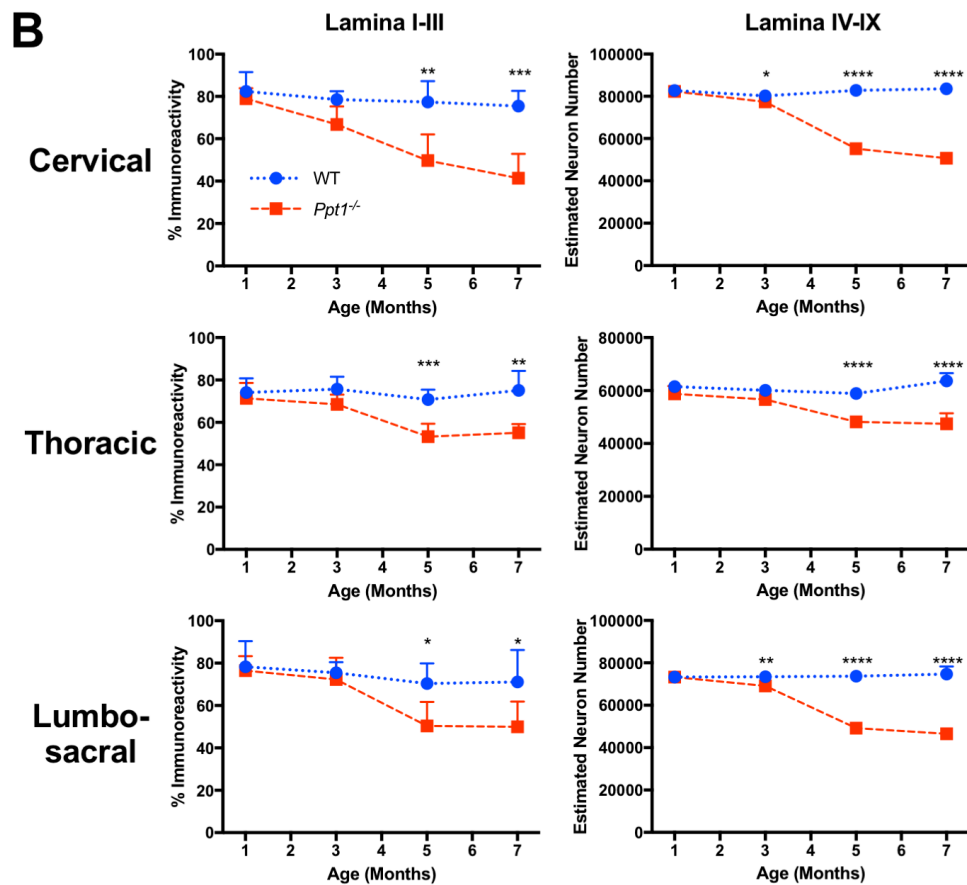 B
Lamina I-III
Lamina IV-IX
Cervical
% Immunoreactivity
100
80
60
40
20
0
** ***
WT
Ppt1-/-
1 2 3 4 5 6 7
Age (Months)
Estimated Neuron Number
100000
80000
60000
40000
20000
0
* **** ****
1 2 3 4 5 6 7
Age (Months)
Thoracic
% Immunoreactivity
100
80
60
40
20
0
*** **
1 2 3 4 5 6 7
Age (Months)
Estimated Neuron Number
80000
60000
40000
20000
0
**** ****
1 2 3 4 5 6 7
Age (Months)
Lumbo-
sacral
% Immunoreactivity
100
80
60
40
20
0
* *
1 2 3 4 5 6 7
Age (Months)
Estimated Neuron Number
100000
80000
60000
40000
20000
0
** **** ****
1 2 3 4 5 6 7
Age (Months)